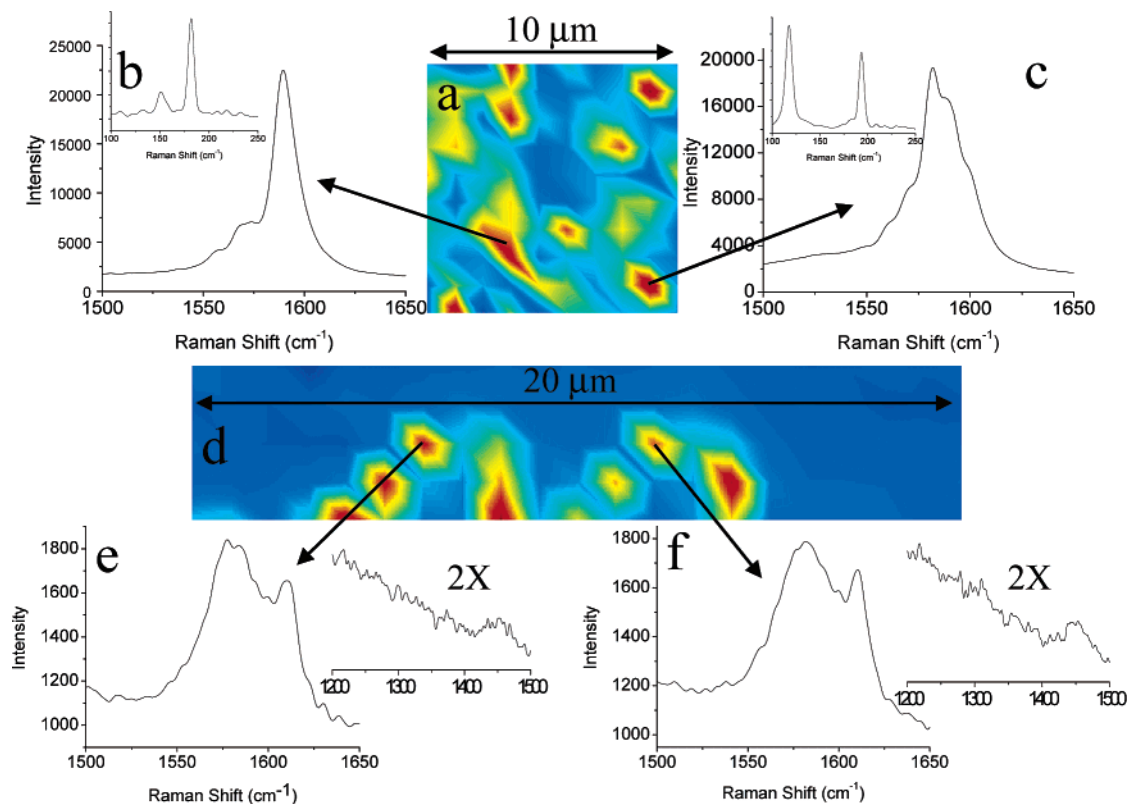 10 μm
b
a
c
25000
20000
15000
10000
5000
0
Intensity
1500 1550 1600 1650
Raman Shift (cm-1)
100 150 200 250
Raman Shift (cm-1)
20000
16000
12000
8000
4000
0
Intensity
1500 1550 1600 1650
Raman Shift (cm-1)
100 150 200 250
Raman Shift (cm-1)
20 μm
d
e
1800
1600
1400
1200
1000
Intensity
1500 1550 1600 1650
Raman Shift (cm-1)
2X
1200 1300 1400 1500
f
1800
1600
1400
1200
1000
Intensity
1500 1550 1600 1650
Raman Shift (cm-1)
2X
1200 1300 1400 1500